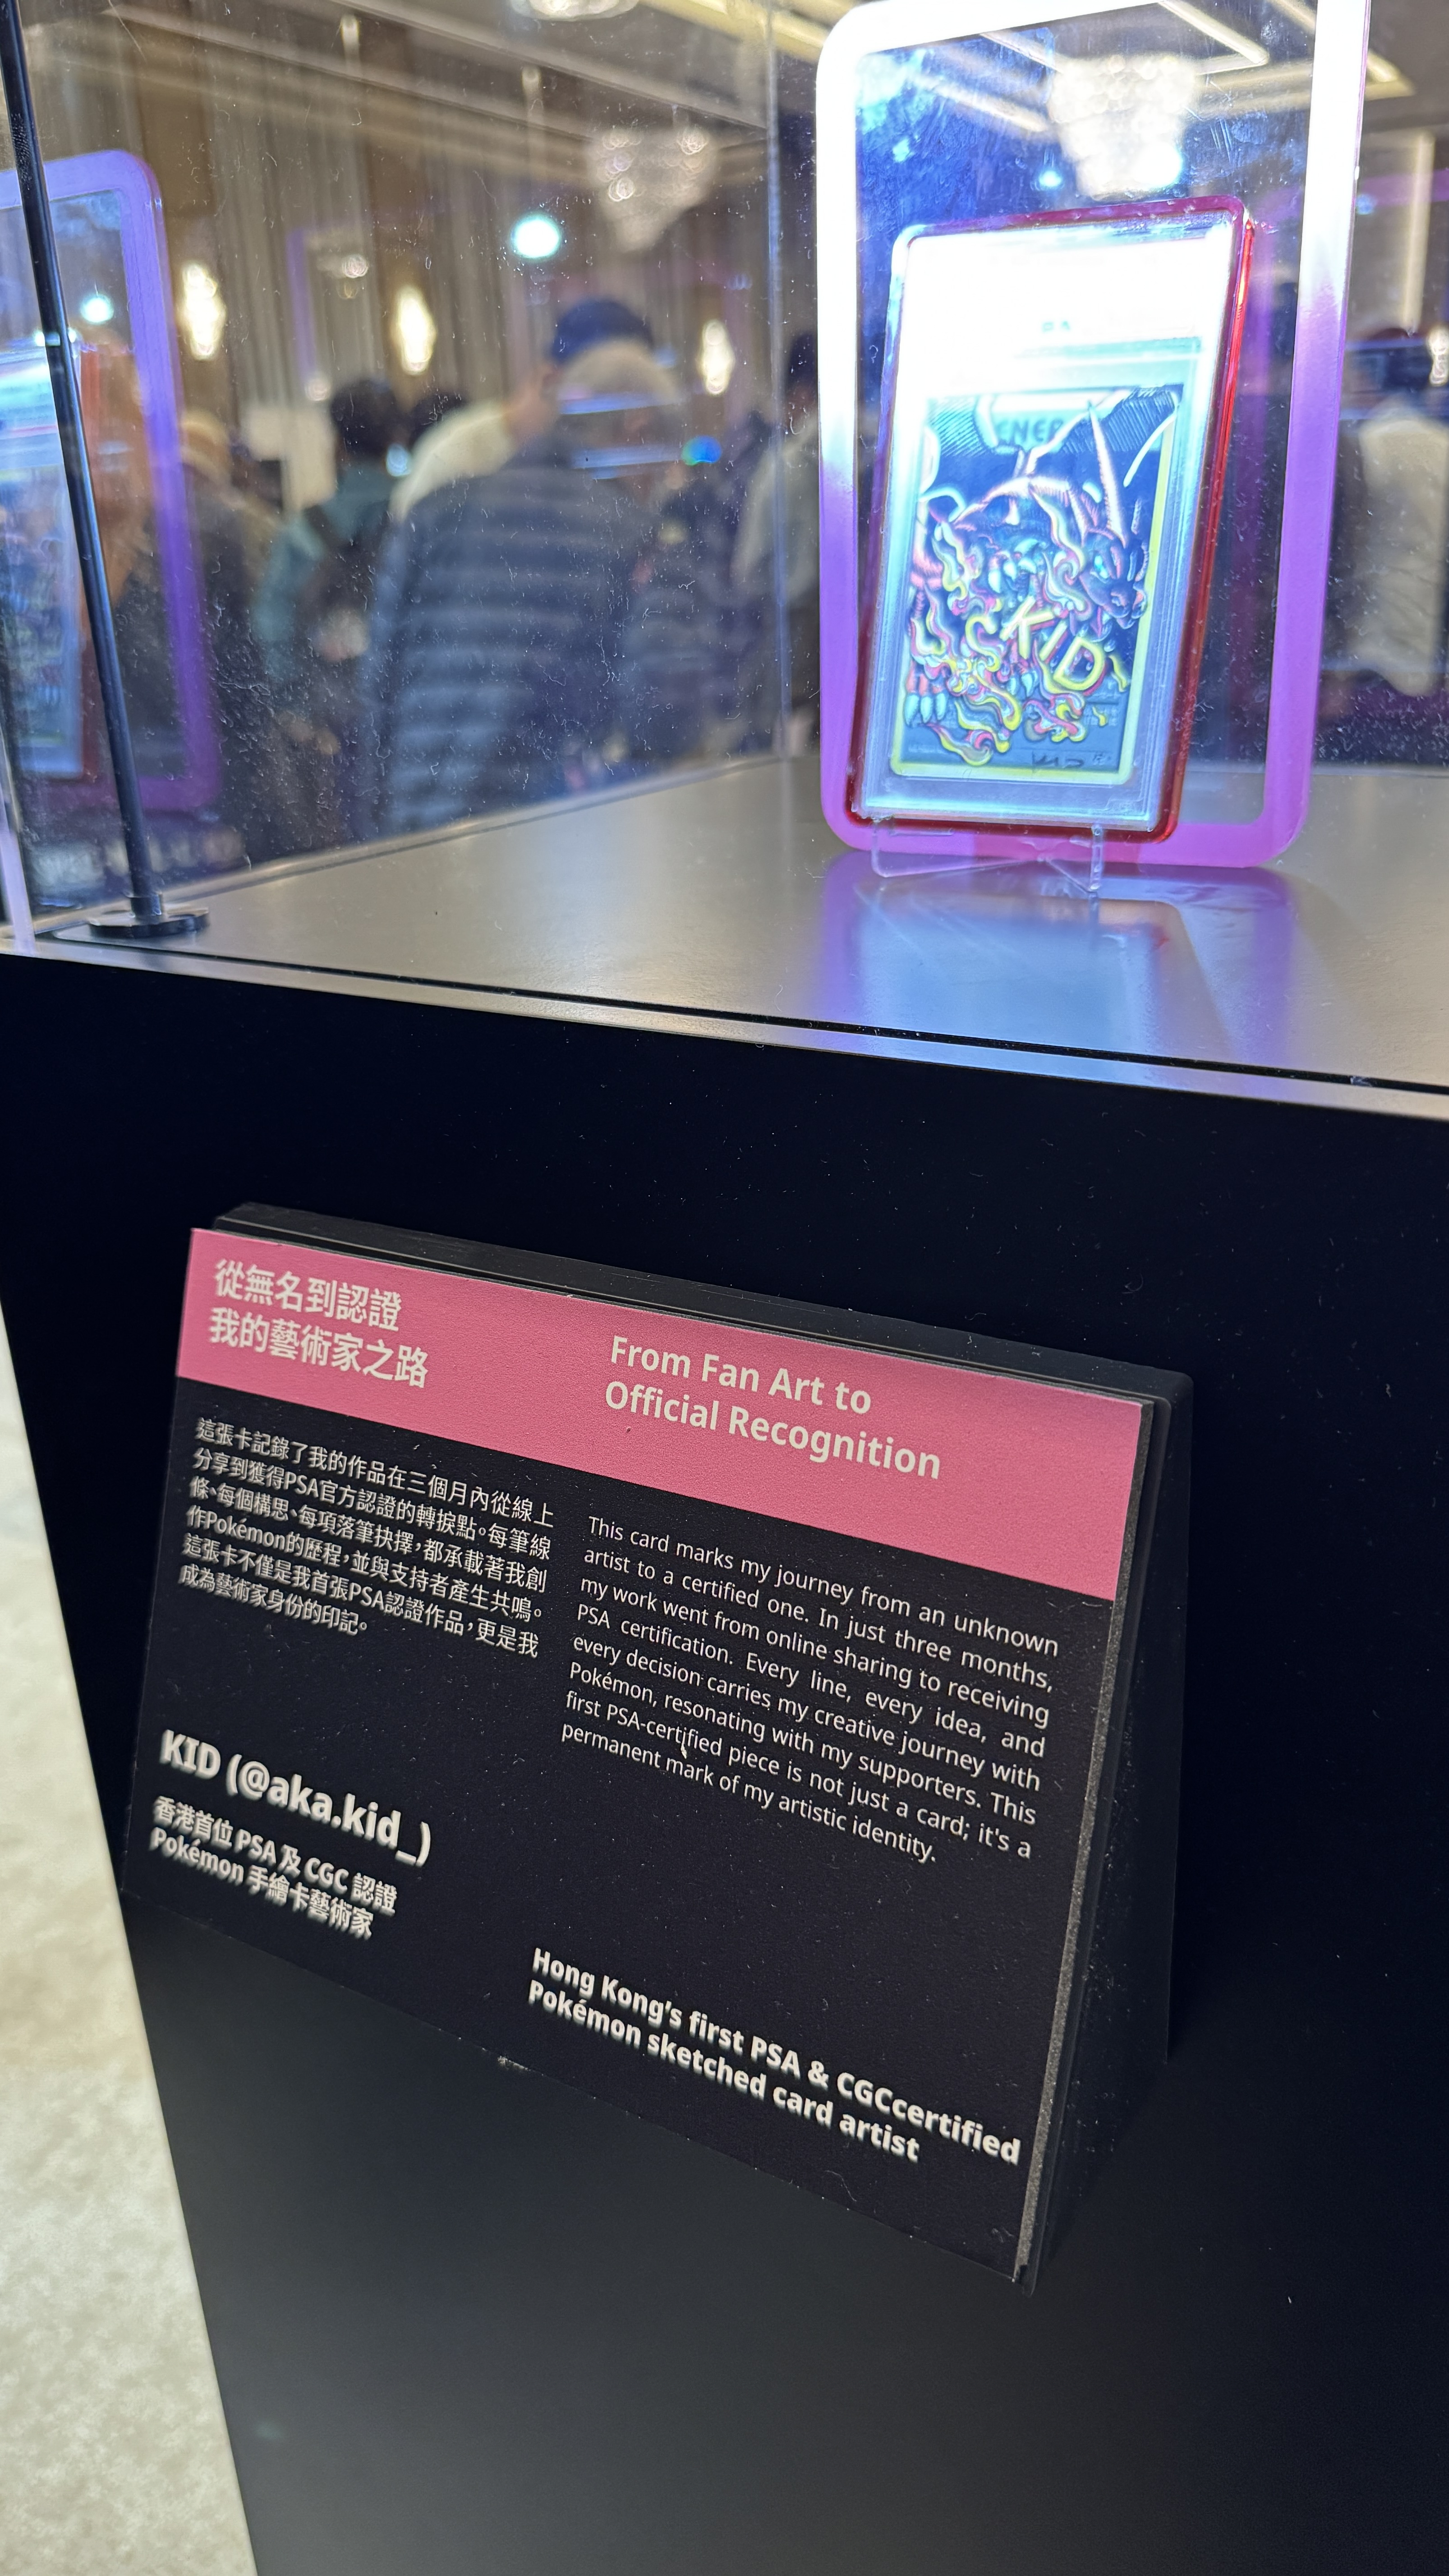 ENER
KID
從無名到認證
我的藝術家之路
From Fan Art to
Official Recognition
這張卡記錄了我的作品在三個月內從線上
分享到獲得PSA官方認證的轉捩點。每筆線
條、每個構思、每項落筆抉擇，都承載著我創
作Pokémon的歷程，並與支持者產生共鳴。
這張卡不僅是我首張PSA認證作品，更是我
成為藝術家身份的印記。
This card marks my journey from an unknown
artist to a certified one. In just three months,
my work went from online sharing to receiving
PSA certification. Every line, every idea, and
every decision carries my creative journey with
Pokémon, resonating with my supporters. This
first PSA-certified piece is not just a card; it's a
permanent mark of my artistic identity.
KID (@aka.kid_)
香港首位 PSA 及 CGC 認證
Pokémon 手繪卡藝術家
Hong Kong's first PSA & CGCcertified
Pokémon sketched card artist